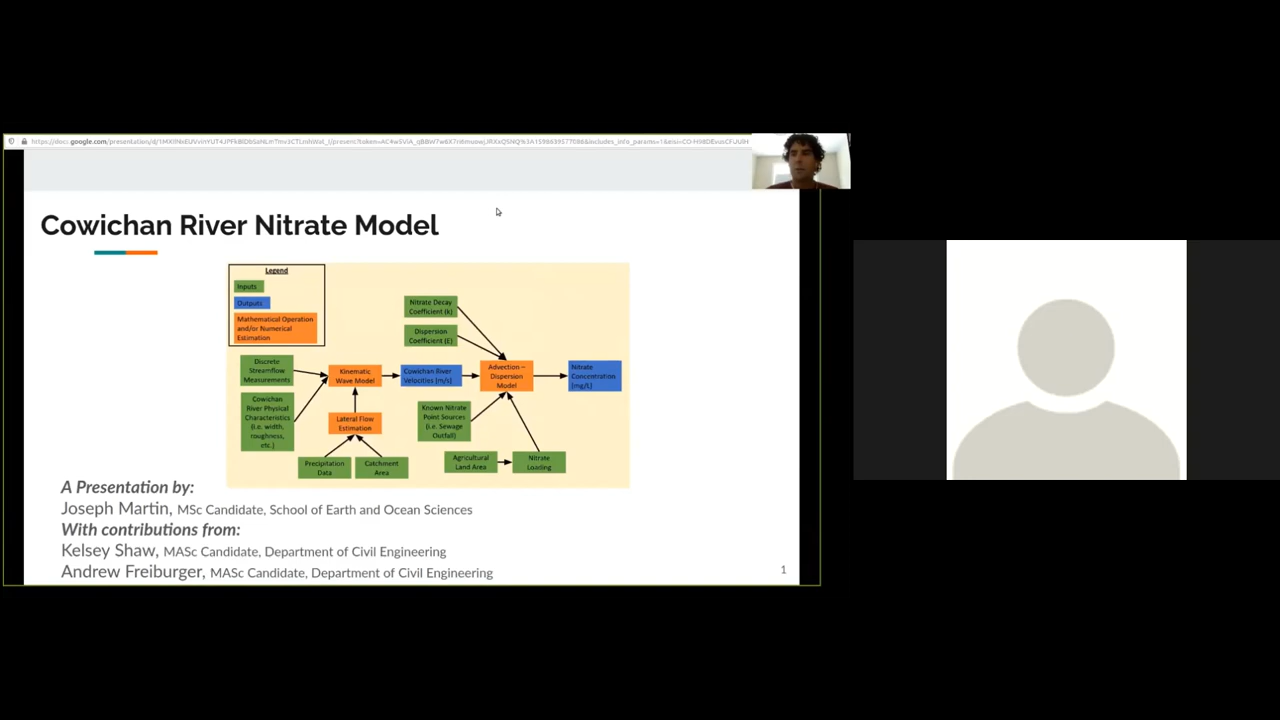 Cowichan River Nitrate Model
Legend
Inputs
Outputs
Mathematical Operation
and/or Numerical
Estimation
Nitrate Decay
Coefficient (k)
Dispersion
Coefficient (E)
Discrete
Streamflow
Measurements
Kinematic
Wave Model
Cowichan River
Velocities (m/s)
Advection –
Dispersion
Model
Nitrate
Concentration
(mg/L)
Cowichan
River Physical
Characteristics
(i.e. width,
roughness,
etc.)
Lateral Flow
Estimation
Known Nitrate
Point Sources
(i.e. Sewage
Outfall)
Precipitation
Data
Catchment
Area
Agricultural
Land Area
Nitrate
Loading
A Presentation by:
Joseph Martin, MSc Candidate, School of Earth and Ocean Sciences
With contributions from:
Kelsey Shaw, MASc Candidate, Department of Civil Engineering
Andrew Freiburger, MASc Candidate, Department of Civil Engineering
1